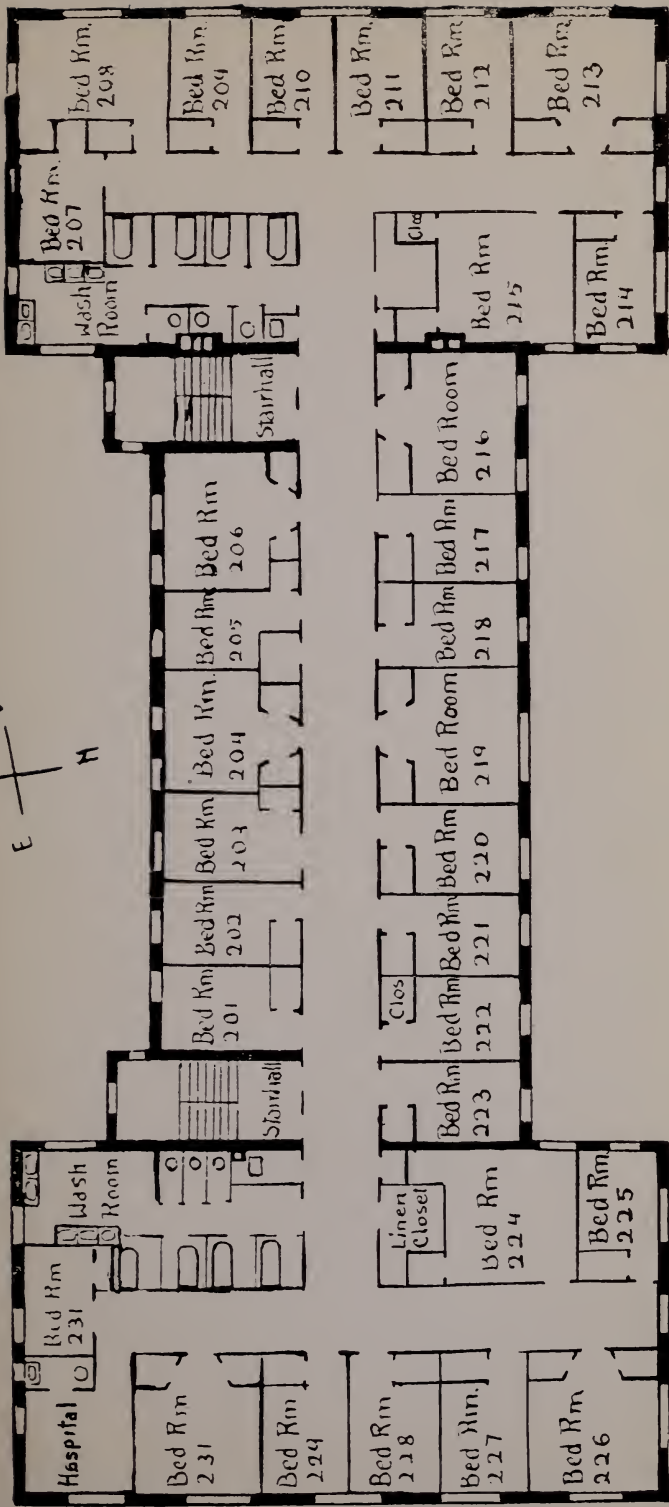 Bed Rm.
208
Bed Rm.
209
Bed Rm.
210
Bed Rm.
211
Bed Rm.
212
Bed Rm.
213
Bed Rm.
207
Wash
Room
Stairhall
Clos
Bed Rm
215
Bed Rm.
214
Bed Rm
206
Bed Rm
205
Bed Rm.
204
Bed Rm
203
Bed Rm
202
Bed Rm
201
Bed Room
216
Bed Rm
217
Bed Rm
218
Bed Room
219
Bed Rm
220
Bed Rm
221
Clos
Bed Rm
222
Bed Rm
223
E
N
Stairhall
Wash
Room
Linen
Closet
Bed Rm
224
Bed Rm.
225
Bed Rm
231
Hospital
Bed Rm
231
Bed Rm
229
Bed Rm
228
Bed Rm.
227
Bed Rm
226